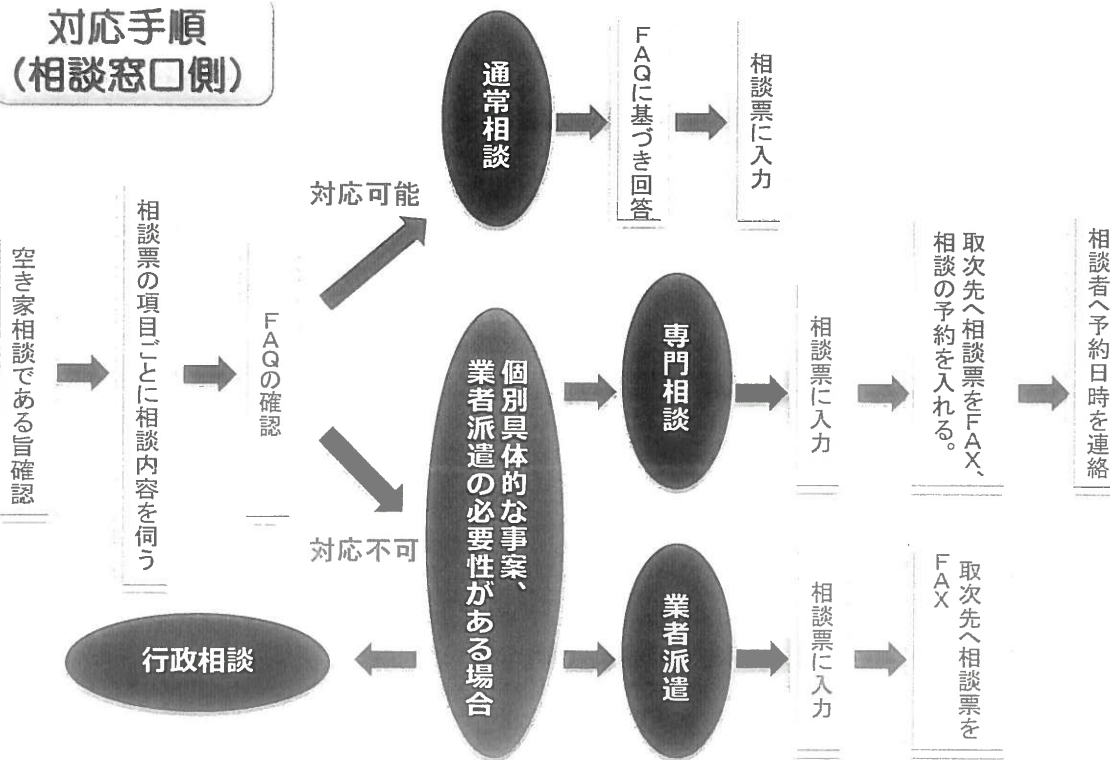 対応手順
(相談窓口側)
空き家相談である旨確認
相談票の項目ごとに相談内容を伺う
FAQの確認
対応可能
通常相談
FAQに基づき回答
相談票に入力
対応不可
個別具体的な事案、
業者派遣の必要性がある場合
専門相談
相談票に入力
取次先へ相談票をFAX、
相談の予約を入れる。
相談者へ予約日時を連絡
業者派遣
相談票に入力
取次先へ相談票を
FAX
行政相談